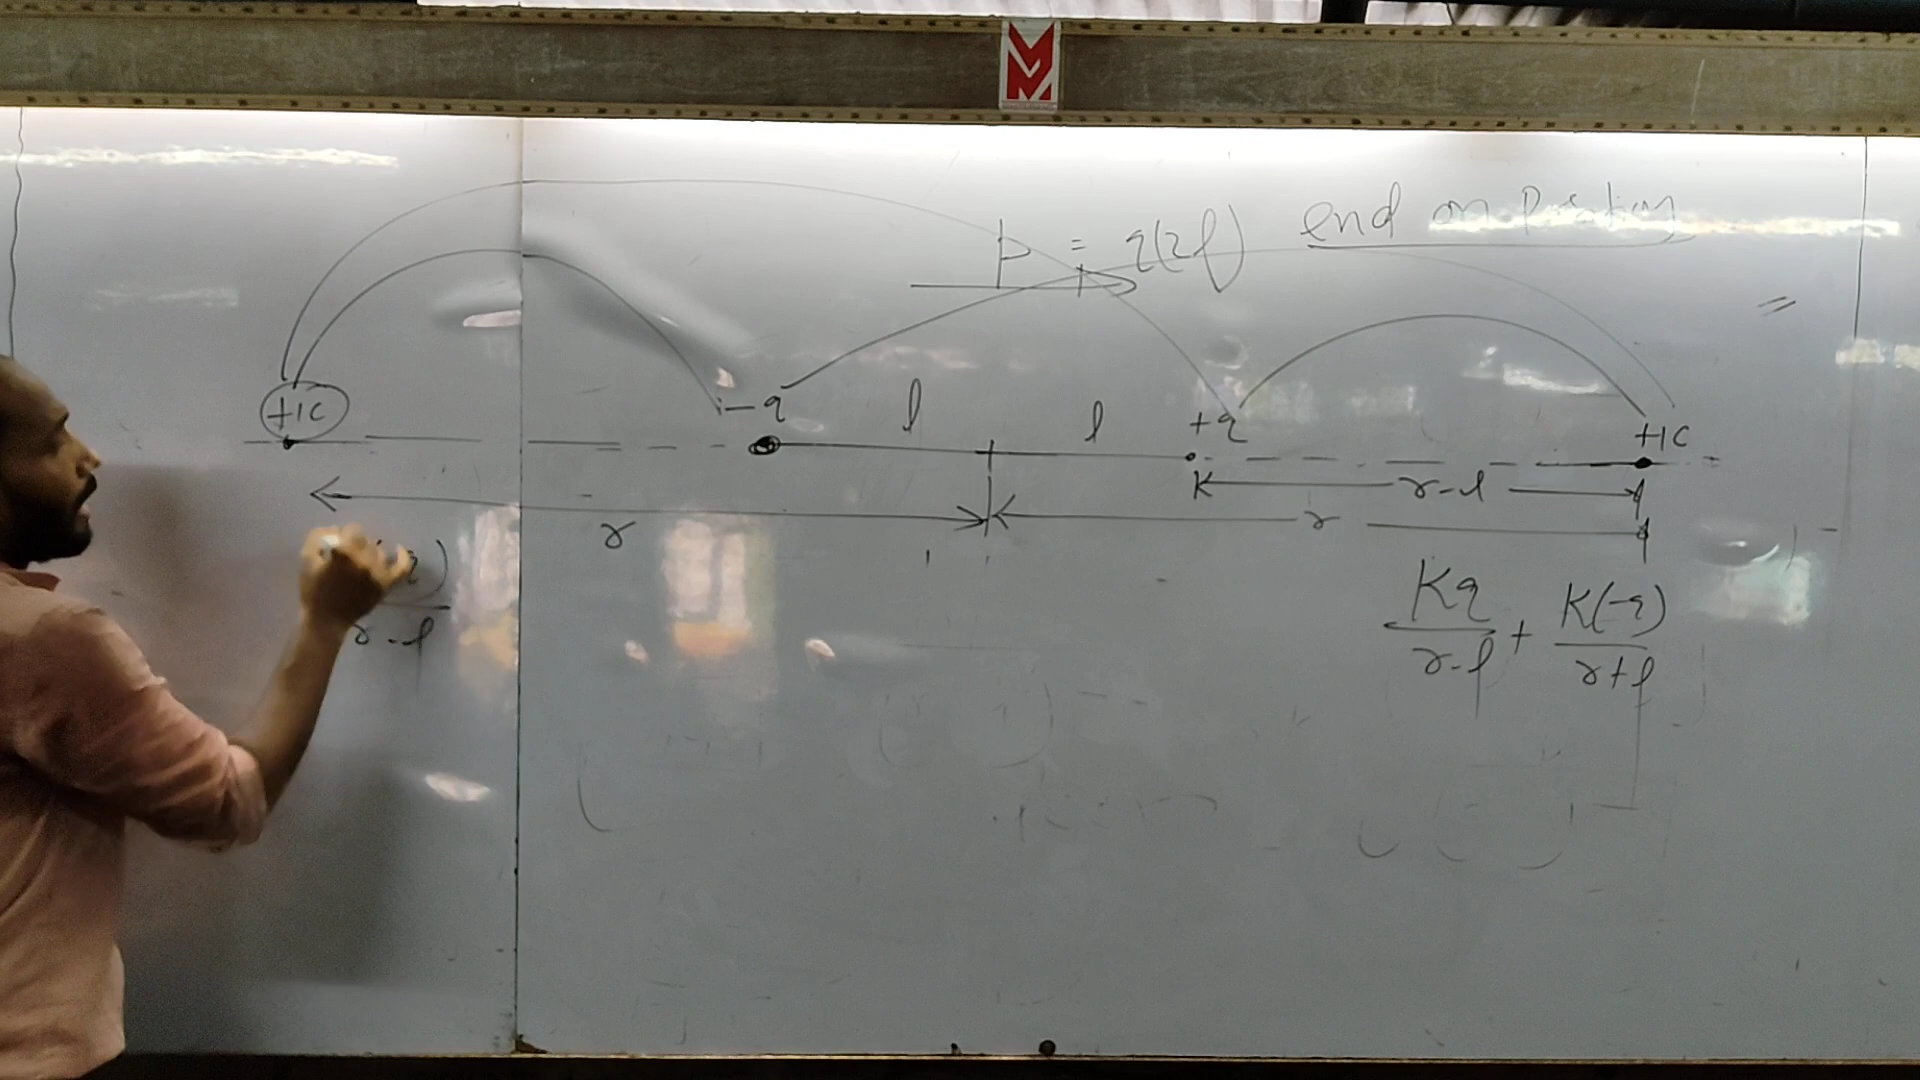 p = q(2l) end on position
+1C -q l l +q +1C
r-l
r r
q)
r-l
Kq/r-l + K(-q)/r+l